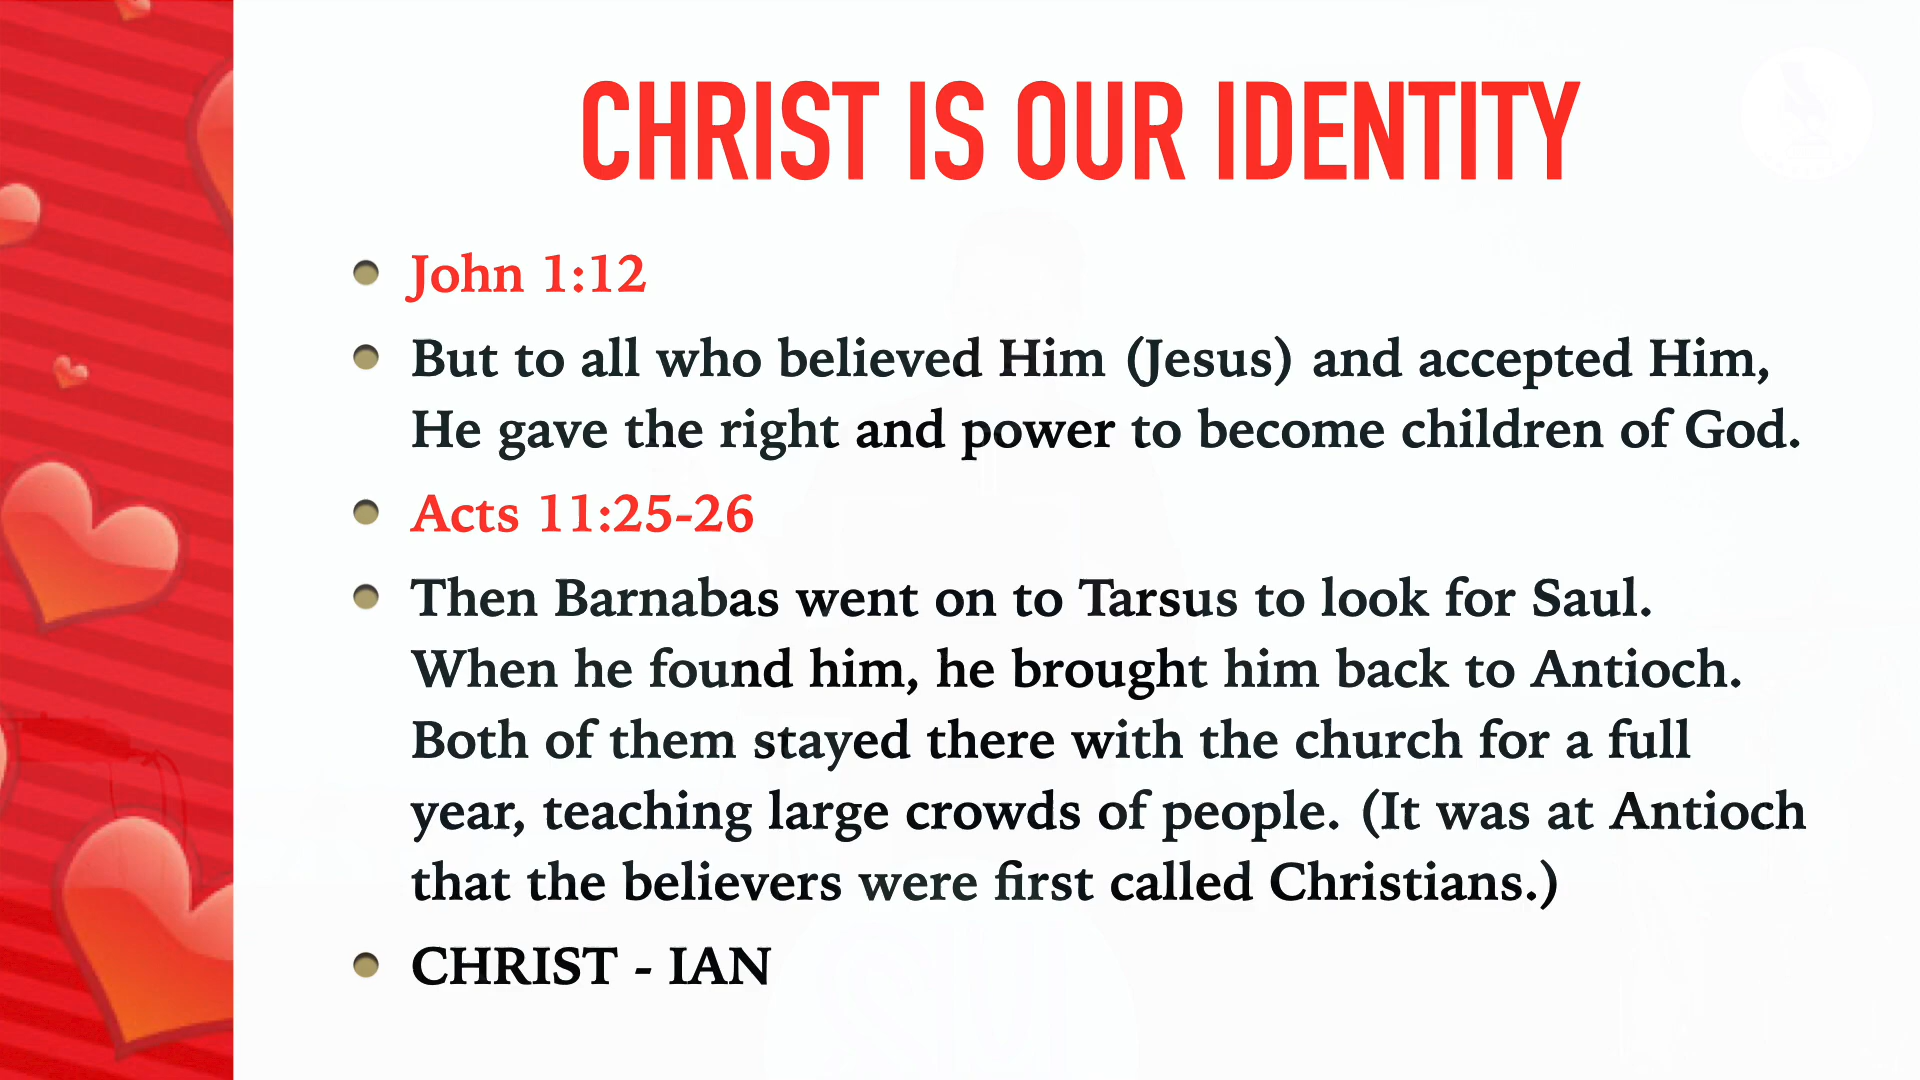 CHRIST IS OUR IDENTITY
John 1:12
But to all who believed Him (Jesus) and accepted Him,
He gave the right and power to become children of God.
Acts 11:25-26
Then Barnabas went on to Tarsus to look for Saul.
When he found him, he brought him back to Antioch.
Both of them stayed there with the church for a full
year, teaching large crowds of people. (It was at Antioch
that the believers were first called Christians.)
CHRIST - IAN